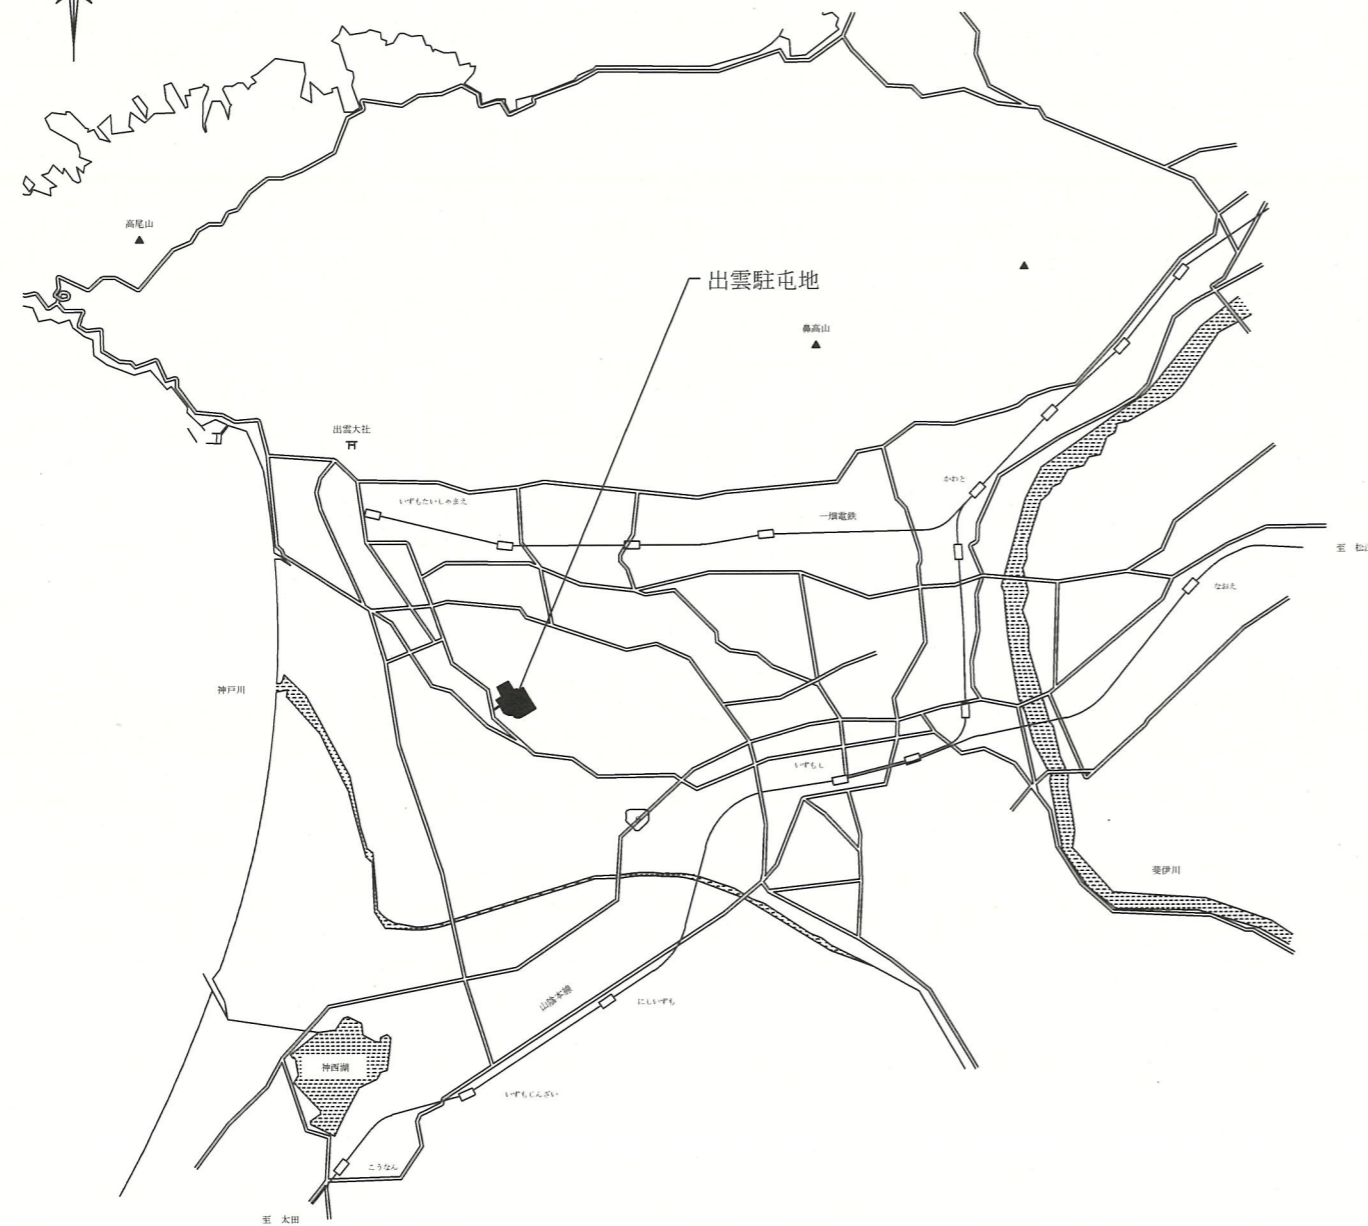 高尾山
出雲駐屯地
鼻高山
出雲大社
かわと
いずもたいしゃまえ
一畑電鉄
至 松江
なおえ
神戸川
いずもし
斐伊川
山陰本線
にしいずも
神西湖
いずもじんざい
こうなん
至 太田